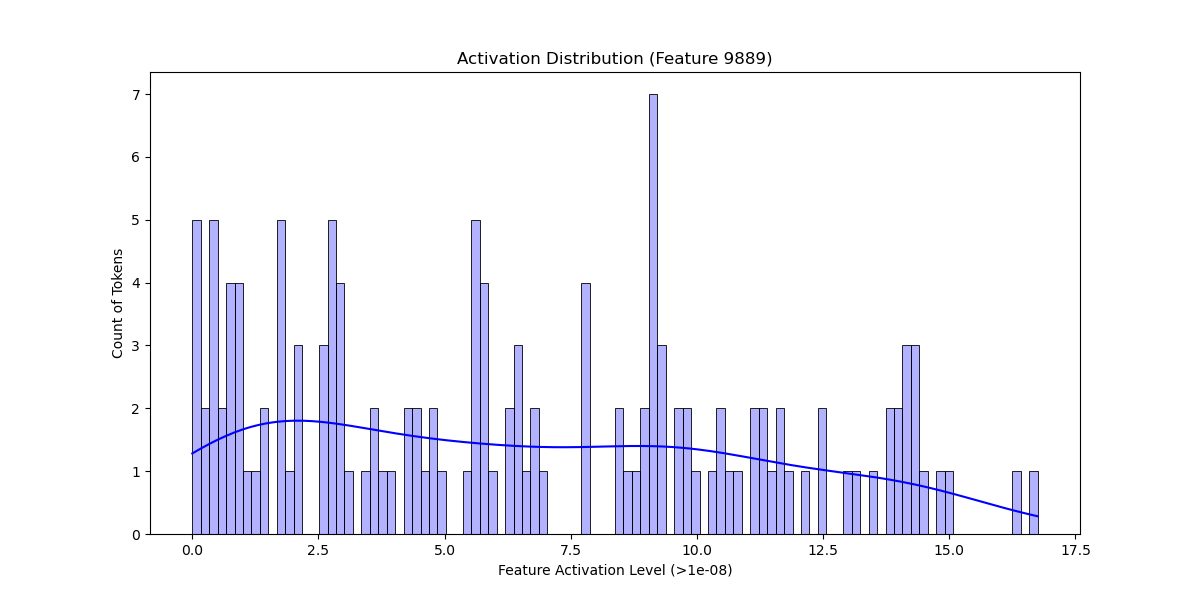 Activation Distribution (Feature 9889)
7
6
5
4
3
2
1
0
Count of Tokens
0.0 2.5 5.0 7.5 10.0 12.5 15.0 17.5
Feature Activation Level (>1e-08)